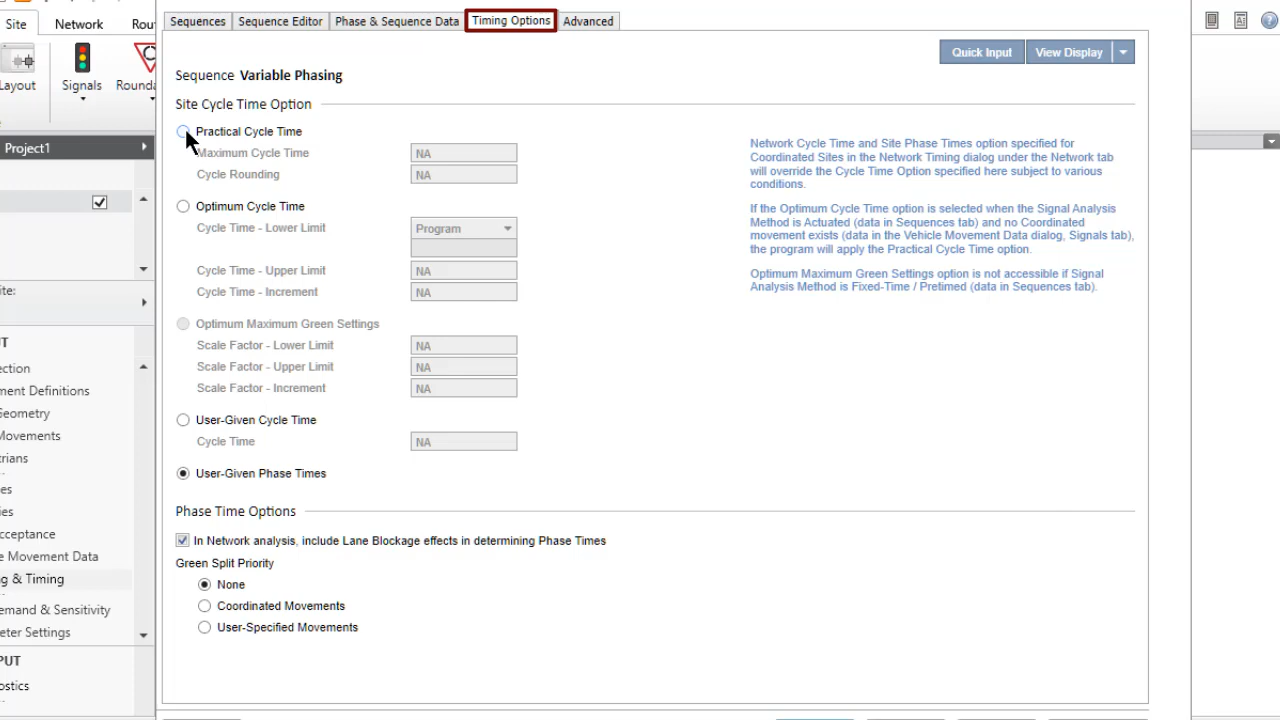 Sequences Sequence Editor Phase & Sequence Data Timing Options Advanced
Site Network Rou
Quick Input View Display
Layout Signals Rounda
Sequence Variable Phasing
Site Cycle Time Option
Practical Cycle Time
Maximum Cycle Time NA
Cycle Rounding NA
Optimum Cycle Time
Cycle Time - Lower Limit Program
Cycle Time - Upper Limit NA
Cycle Time - Increment NA
Optimum Maximum Green Settings
Scale Factor - Lower Limit NA
Scale Factor - Upper Limit NA
Scale Factor - Increment NA
User-Given Cycle Time
Cycle Time NA
User-Given Phase Times
Network Cycle Time and Site Phase Times option specified for
Coordinated Sites in the Network Timing dialog under the Network tab
will override the Cycle Time Option specified here subject to various
conditions.
If the Optimum Cycle Time option is selected when the Signal Analysis
Method is Actuated (data in Sequences tab) and no Coordinated
movement exists (data in the Vehicle Movement Data dialog, Signals tab),
the program will apply the Practical Cycle Time option.
Optimum Maximum Green Settings option is not accessible if Signal
Analysis Method is Fixed-Time / Pretimed (data in Sequences tab).
Phase Time Options
In Network analysis, include Lane Blockage effects in determining Phase Times
Green Split Priority
None
Coordinated Movements
User-Specified Movements
Project1
te:
UT
ection
ment Definitions
Geometry
Movements
trians
es
ies
cceptance
e Movement Data
g & Timing
emand & Sensitivity
eter Settings
PUT
ostics